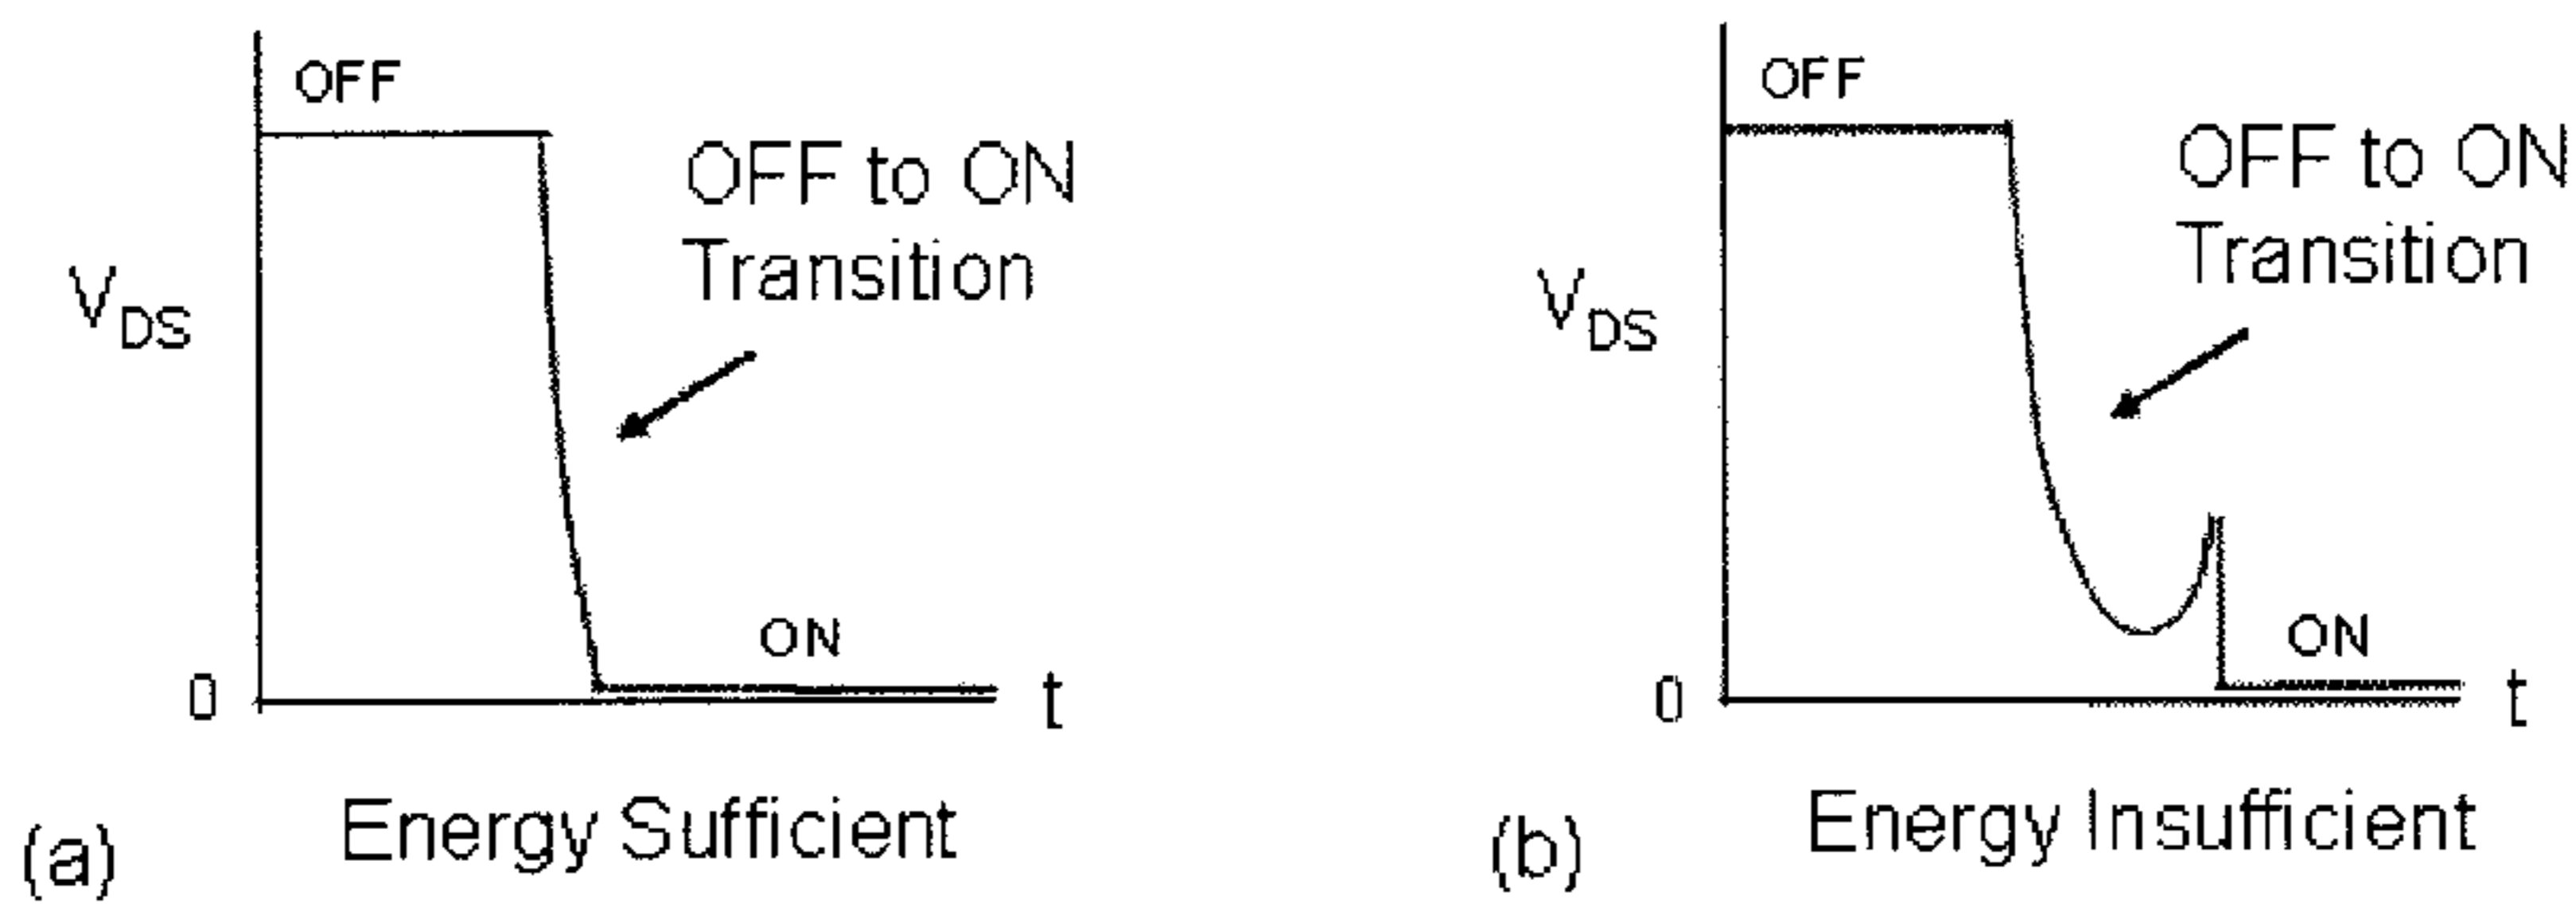 OFF
OFF to ON
Transition
V_DS
ON
0
t
(a)
Energy Sufficient
OFF
OFF to ON
Transition
V_DS
ON
0
t
(b)
Energy Insufficient